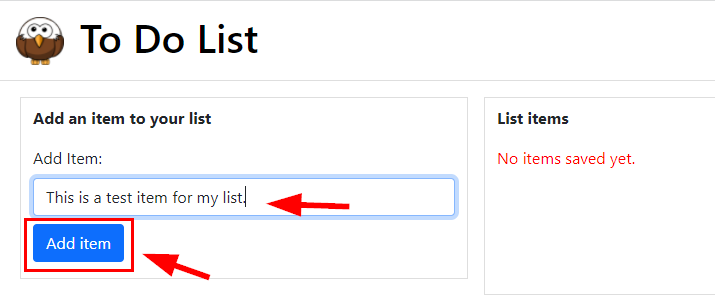 To Do List
Add an item to your list
Add Item:
This is a test item for my list.
Add item
List items
No items saved yet.